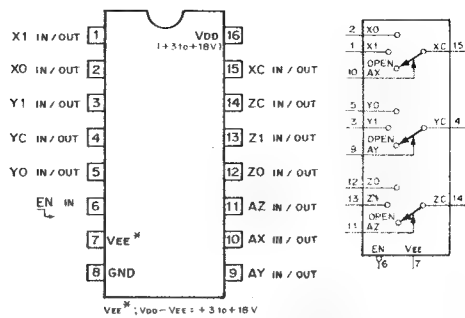 X1 IN/OUT 1
X0 IN/OUT 2
Y1 IN/OUT 3
YC IN/OUT 4
Y0 IN/OUT 5
EN IN 6
7 VEE*
8 GND
VDD 16
(+3 to +18V)
15 XC IN/OUT
14 ZC IN/OUT
13 Z1 IN/OUT
12 Z0 IN/OUT
11 AZ IN/OUT
10 AX IN/OUT
9 AY IN/OUT
VEE*; VDD-VEE = +3 to +18V
2 X0
1 X1 XC 15
OPEN
10 AX
5 Y0
3 Y1 YC 4
OPEN
9 AY
12 Z0
13 Z1 ZC 14
OPEN
11 AZ
EN VEE
6 7